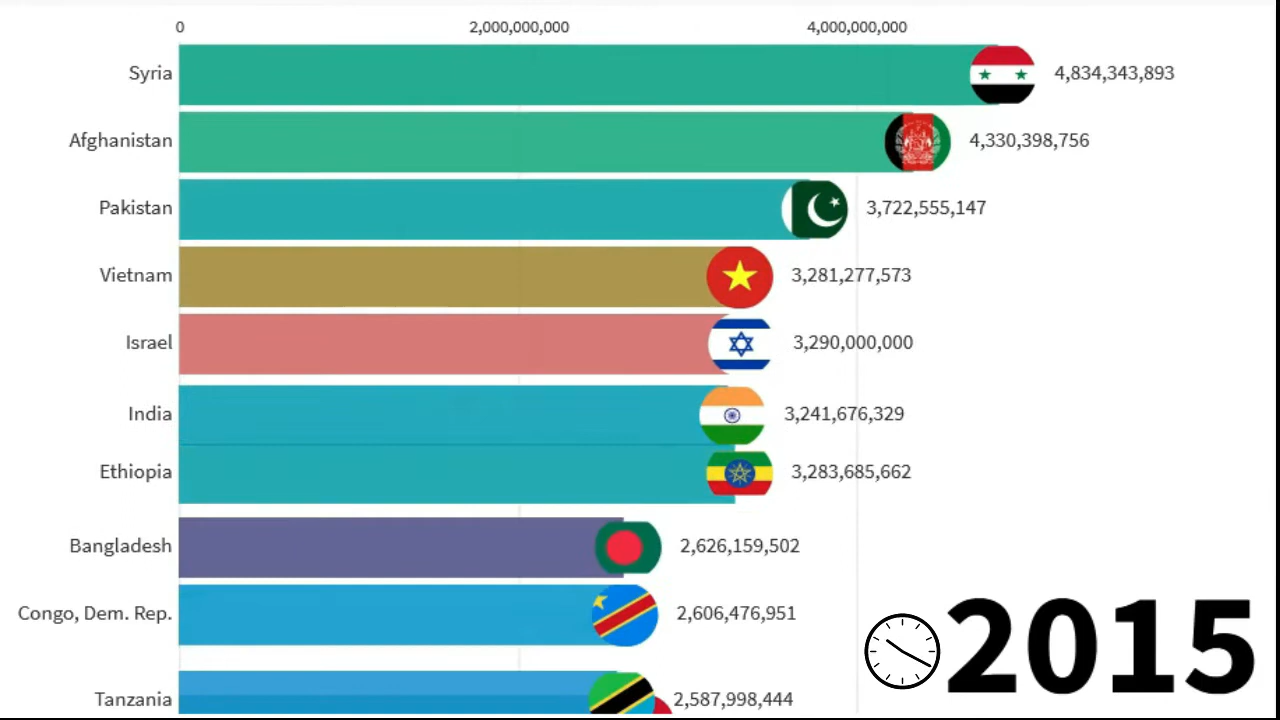 0 2,000,000,000 4,000,000,000
Syria 4,834,343,893
Afghanistan 4,330,398,756
Pakistan 3,722,555,147
Vietnam 3,281,277,573
Israel 3,290,000,000
India 3,241,676,329
Ethiopia 3,283,685,662
Bangladesh 2,626,159,502
Congo, Dem. Rep. 2,606,476,951
Tanzania 2,587,998,444
2015